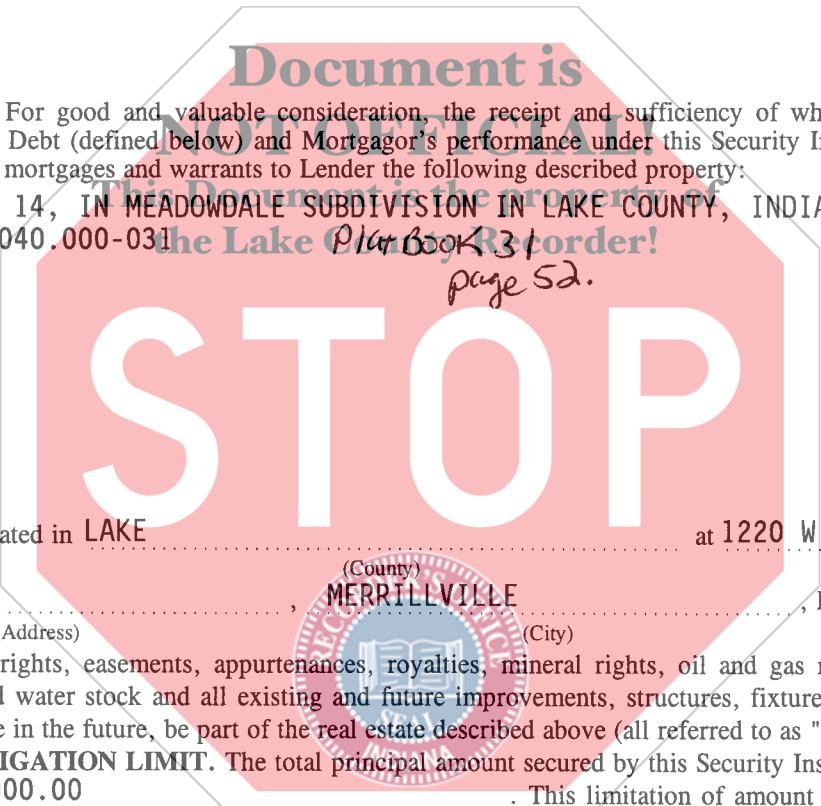 Document is
For good and valuable consideration, the receipt and sufficiency of wh
NOT OFFICIAL!
Debt (defined below) and Mortgagor's performance under this Security I
mortgages and warrants to Lender the following described property:
This Document is the property of
14, IN MEADOWDALE SUBDIVISION IN LAKE COUNTY, INDIA
040.000-031
the Lake County Recorder!
Plat Book 31
page 52.
STOP
ated in LAKE at 1220 W
(County)
, MERRILLVILLE ,
Address) (City)
rights, easements, appurtenances, royalties, mineral rights, oil and gas
water stock and all existing and future improvements, structures, fixture
e in the future, be part of the real estate described above (all referred to as "
IGATION LIMIT. The total principal amount secured by this Security Ins
000.00 . This limitation of amount
RECORDER'S OFFICE
SEAL
INDIANA